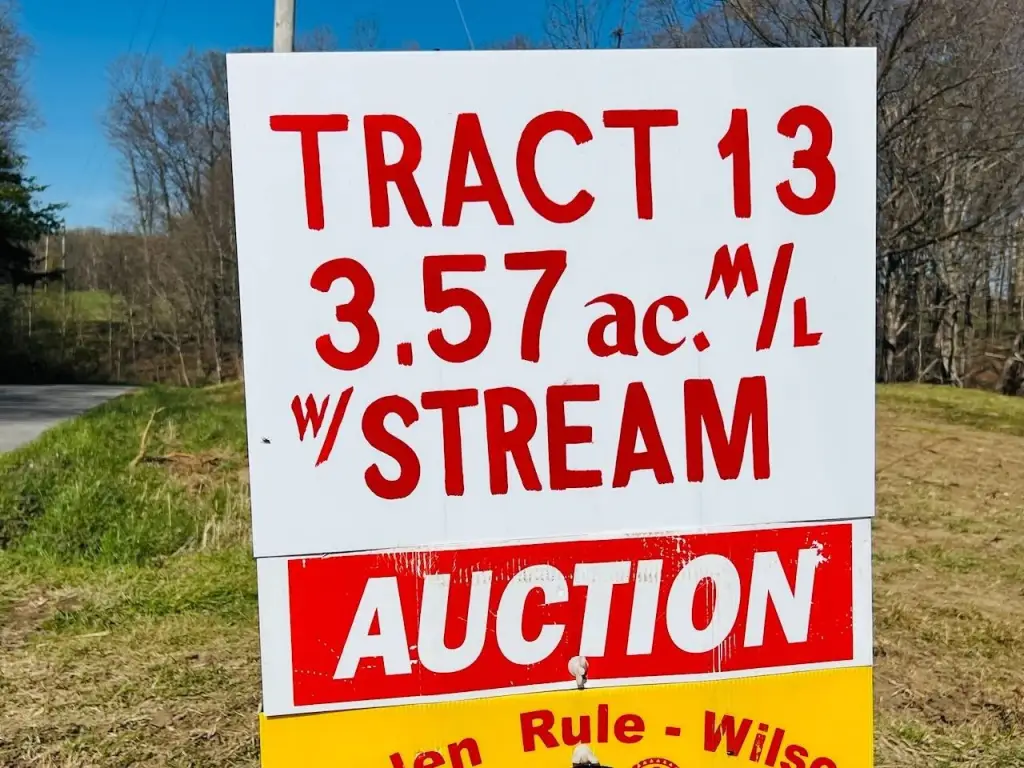 TRACT 13
3.57 ac. M/L
W/ STREAM
AUCTION
Rule -